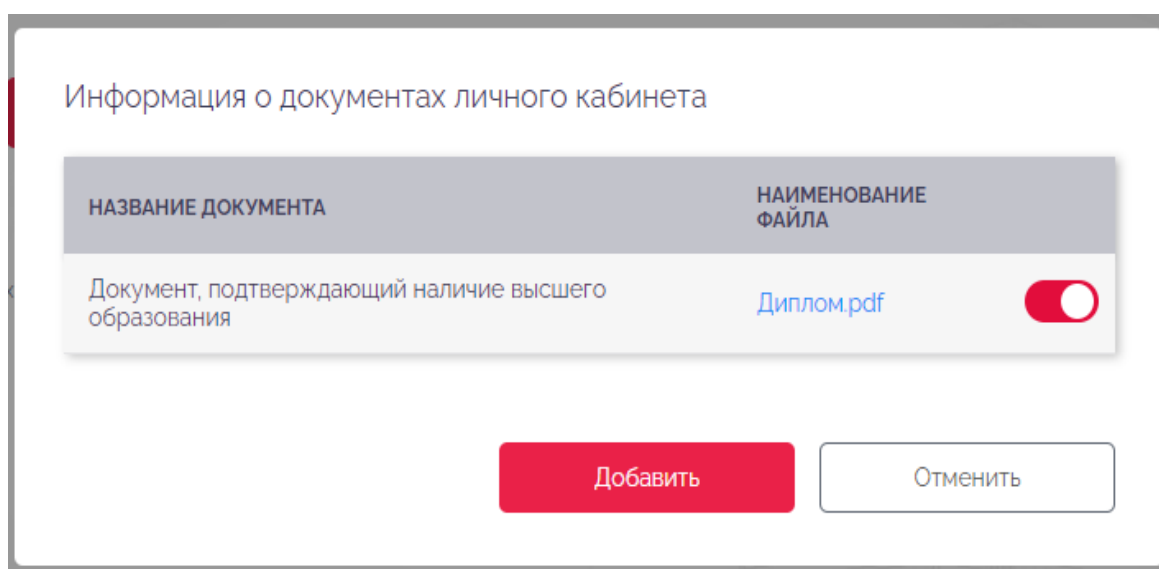 Информация о документах личного кабинета
НАЗВАНИЕ ДОКУМЕНТА
НАИМЕНОВАНИЕ
ФАЙЛА
Документ, подтверждающий наличие высшего
образования
Диплом.pdf
Добавить
Отменить